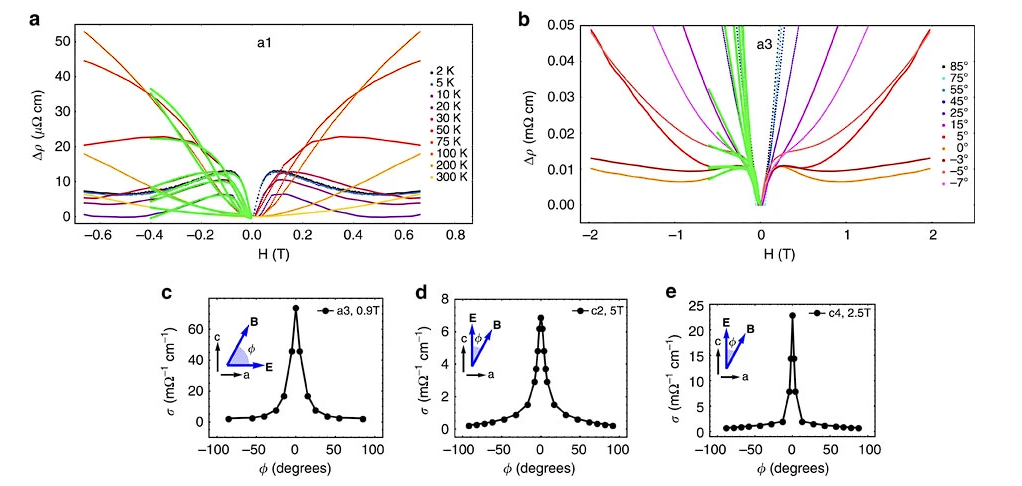 a
a1
50
40
30
20
10
0
Δρ (μΩ cm)
−0.6 −0.4 −0.2 0.0 0.2 0.4 0.6 0.8
H (T)
2 K
5 K
10 K
20 K
30 K
50 K
75 K
100 K
200 K
300 K
b
a3
0.05
0.04
0.03
0.02
0.01
0.00
Δρ (mΩ cm)
−2 −1 0 1 2
H (T)
85°
75°
55°
45°
25°
15°
5°
0°
−3°
−5°
−7°
c
a3, 0.9T
60
40
20
0
σ (mΩ⁻¹ cm⁻¹)
c
B
ϕ
E
a
−100 −50 0 50 100
ϕ (degrees)
d
c2, 5T
8
6
4
2
0
σ (mΩ⁻¹ cm⁻¹)
E
B
ϕ
c
a
−100 −50 0 50 100
ϕ (degrees)
e
c4, 2.5T
25
20
15
10
5
0
σ (mΩ⁻¹ cm⁻¹)
E
B
ϕ
c
a
−100 −50 0 50 100
ϕ (degrees)